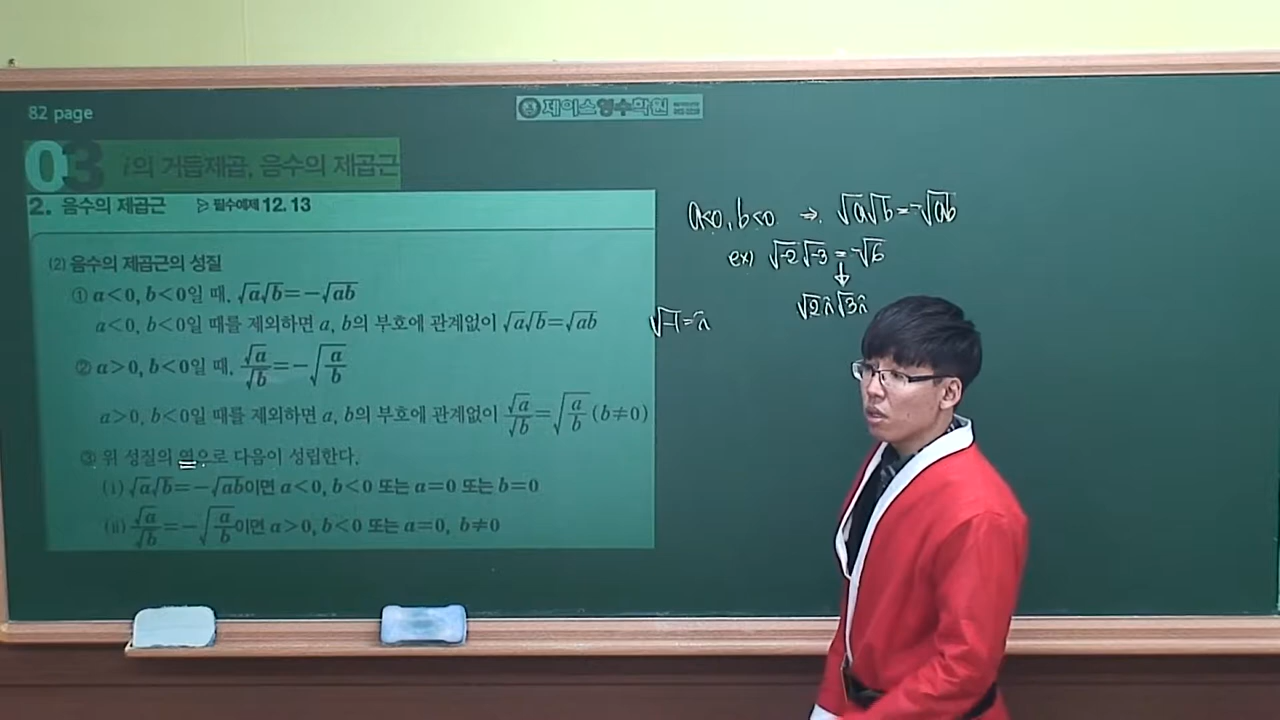 82 page
제이스영수학원
03 i의 거듭제곱, 음수의 제곱근
2. 음수의 제곱근 ▷ 필수예제 12, 13
(2) 음수의 제곱근의 성질
① a<0, b<0일 때, √a√b=-√ab
a<0, b<0일 때를 제외하면 a, b의 부호에 관계없이 √a√b=√ab
② a>0, b<0일 때, √a/√b=-√(a/b)
a>0, b<0일 때를 제외하면 a, b의 부호에 관계없이 √a/√b=√(a/b) (b≠0)
③ 위 성질의 역으로 다음이 성립한다.
(i) √a√b=-√ab이면 a<0, b<0 또는 a=0 또는 b=0
(ii) √a/√b=-√(a/b)이면 a>0, b<0 또는 a=0, b≠0
a<0, b<0 ⇒ √a√b=-√ab
ex) √-2√-3=-√6
↓
√2i√3i
√-1=i